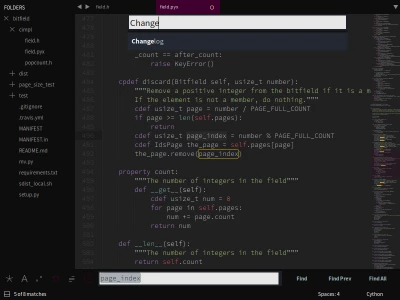 FOLDERS
bitfield
cimpl
field.h
field.pyx
popcount.h
dist
page_size_test
test
.gitignore
.travis.yml
MANIFEST
MANIFEST.in
README.md
mv.py
requirements.txt
sdist_local.sh
setup.py
field.h
field.pyx
Change
Changelog
_count == after_count:
raise KeyError()
cpdef discard(Bitfield self, usize_t number):
"""Remove a positive integer from the bitfield if it is a m
If the element is not a member, do nothing."""
cdef usize_t page = number / PAGE_FULL_COUNT
if page >= len(self.pages):
return
cdef usize_t page_index = number % PAGE_FULL_COUNT
cdef IdsPage the_page = self.pages[page]
the_page.remove(page_index)
property count:
"""The number of integers in the field"""
def __get__(self):
cdef usize_t num = 0
for page in self.pages:
num += page.count
return num
def __len__(self):
"""The number of integers in the field"""
return self.count
page_index
Find
Find Prev
Find All
5 of 8 matches
Spaces: 4
Cython